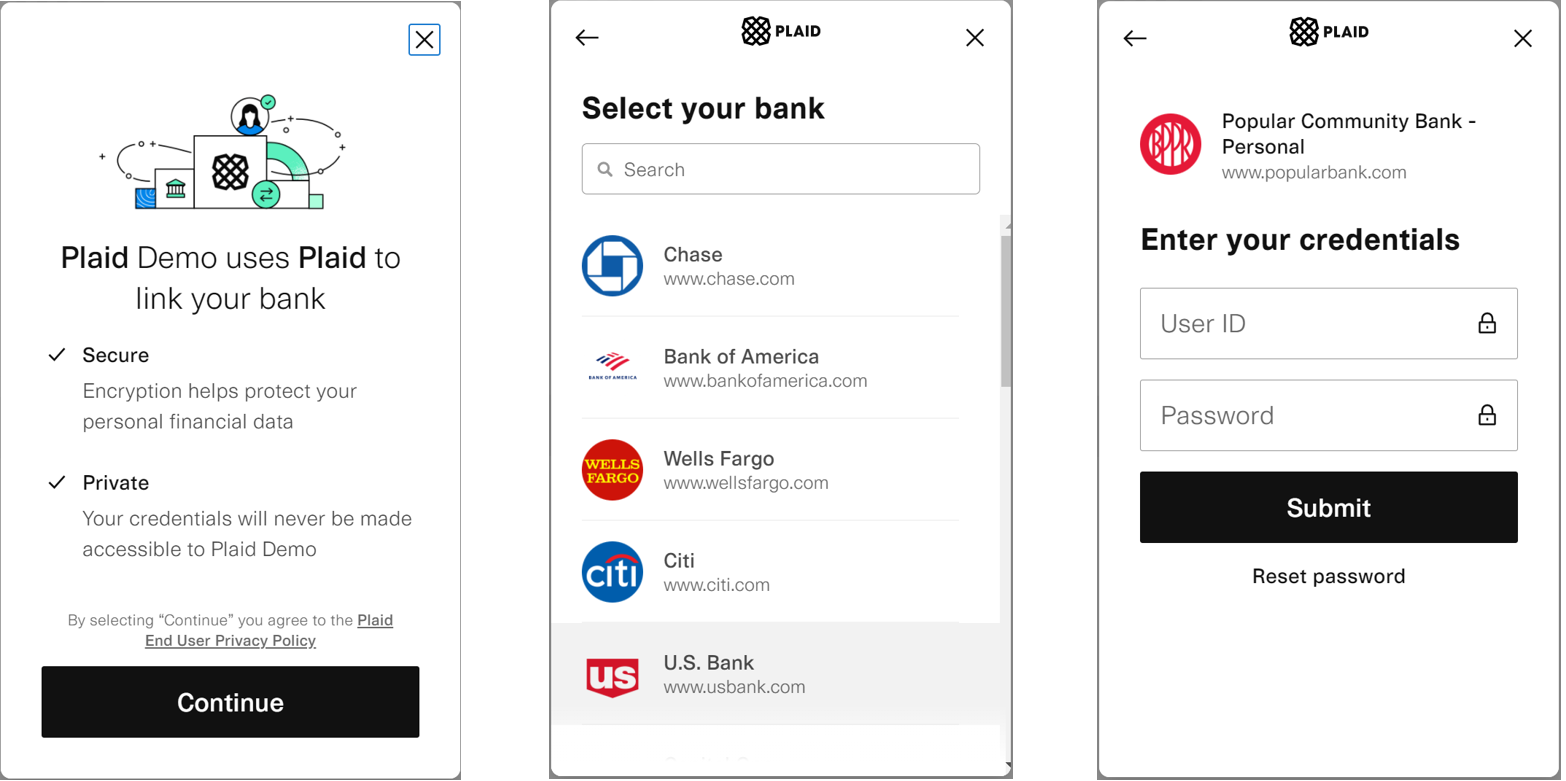 Plaid Demo uses Plaid to
link your bank
Secure
Encryption helps protect your
personal financial data
Private
Your credentials will never be made
accessible to Plaid Demo
By selecting “Continue” you agree to the Plaid
End User Privacy Policy
Continue
PLAID
Select your bank
Search
Chase
www.chase.com
BANK OF AMERICA
Bank of America
www.bankofamerica.com
WELLS
FARGO
Wells Fargo
www.wellsfargo.com
citi
Citi
www.citi.com
us
U.S. Bank
www.usbank.com
PLAID
BPPR
Popular Community Bank -
Personal
www.popularbank.com
Enter your credentials
User ID
Password
Submit
Reset password